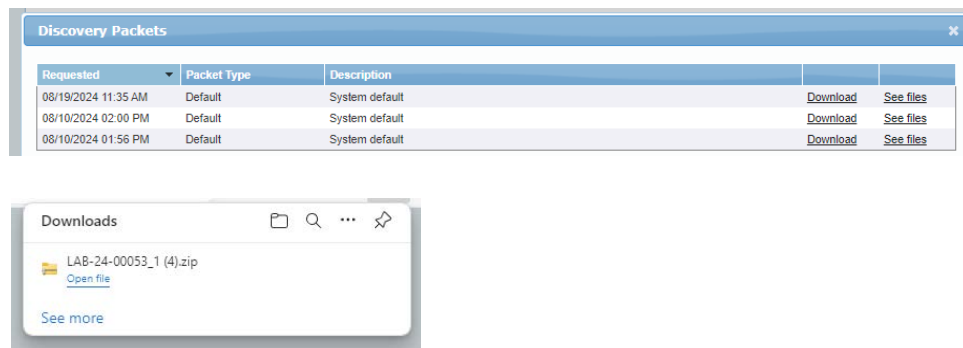 Discovery Packets
Requested Packet Type Description
08/19/2024 11:35 AM Default System default Download See files
08/10/2024 02:00 PM Default System default Download See files
08/10/2024 01:56 PM Default System default Download See files
Downloads
LAB-24-00053_1 (4).zip
Open file
See more